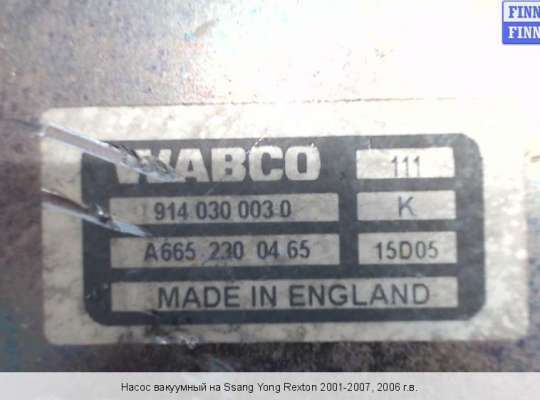 FINN
FINN
WABCO 111
914 030 003 0 K
A665 230 04 65 15D05
MADE IN ENGLAND
Насос вакуумный на Ssang Yong Rexton 2001-2007, 2006 г.в.